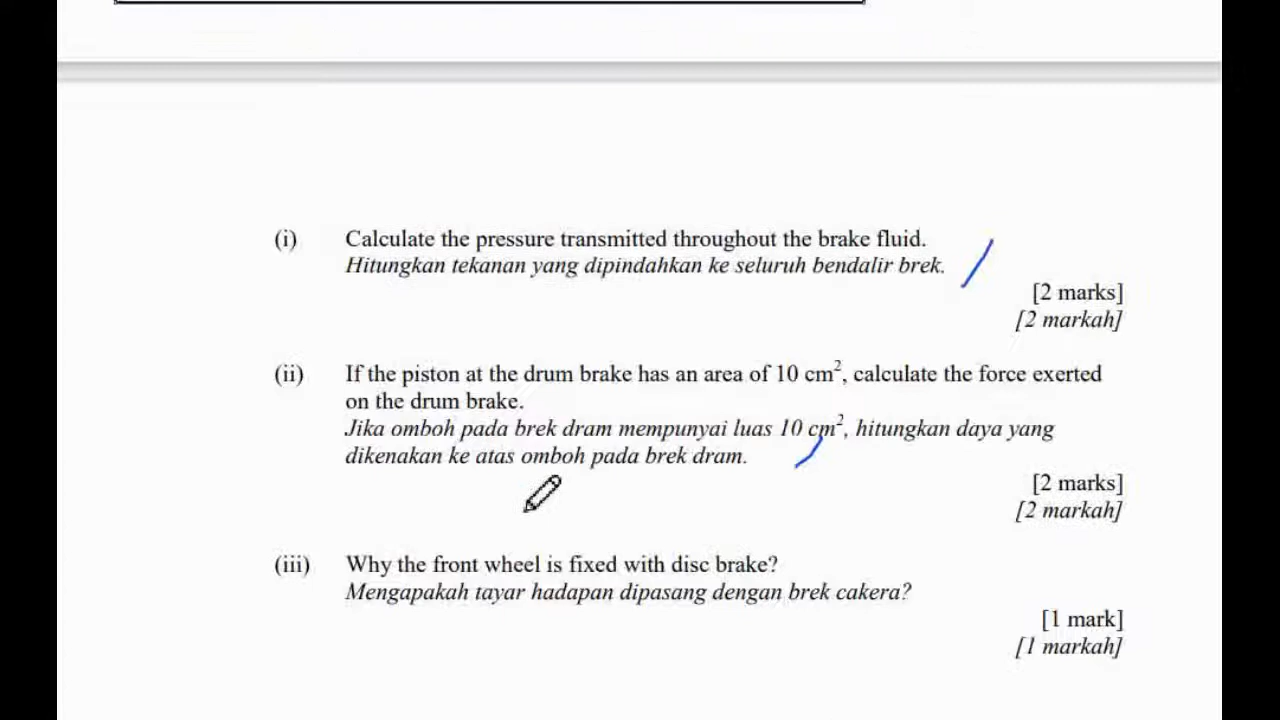 (i) Calculate the pressure transmitted throughout the brake fluid.
Hitungkan tekanan yang dipindahkan ke seluruh bendalir brek.
[2 marks]
[2 markah]
(ii) If the piston at the drum brake has an area of 10 cm², calculate the force exerted
on the drum brake.
Jika omboh pada brek dram mempunyai luas 10 cm², hitungkan daya yang
dikenakan ke atas omboh pada brek dram.
[2 marks]
[2 markah]
(iii) Why the front wheel is fixed with disc brake?
Mengapakah tayar hadapan dipasang dengan brek cakera?
[1 mark]
[1 markah]